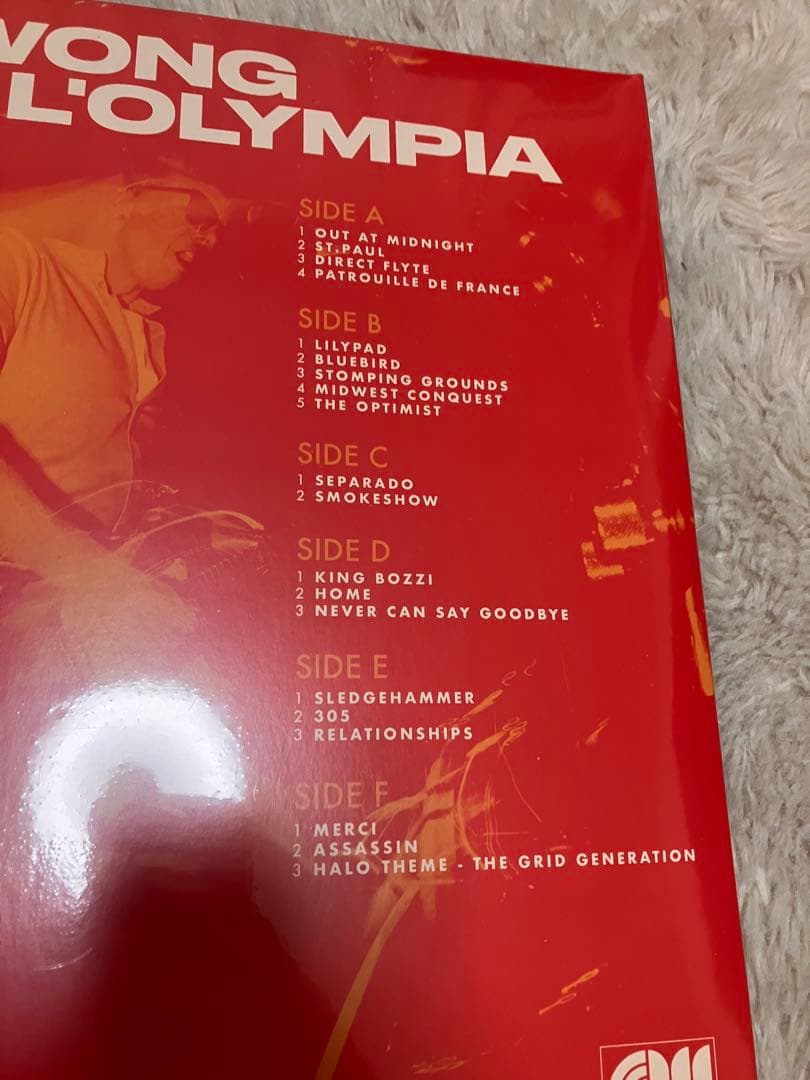 WONG
L'OLYMPIA
SIDE A
1 OUT AT MIDNIGHT
2 ST.PAUL
3 DIRECT FLYTE
4 PATROUILLE DE FRANCE
SIDE B
1 LILYPAD
2 BLUEBIRD
3 STOMPING GROUNDS
4 MIDWEST CONQUEST
5 THE OPTIMIST
SIDE C
1 SEPARADO
2 SMOKESHOW
SIDE D
1 KING BOZZI
2 HOME
3 NEVER CAN SAY GOODBYE
SIDE E
1 SLEDGEHAMMER
2 305
3 RELATIONSHIPS
SIDE F
1 MERCI
2 ASSASSIN
3 HALO THEME - THE GRID GENERATION